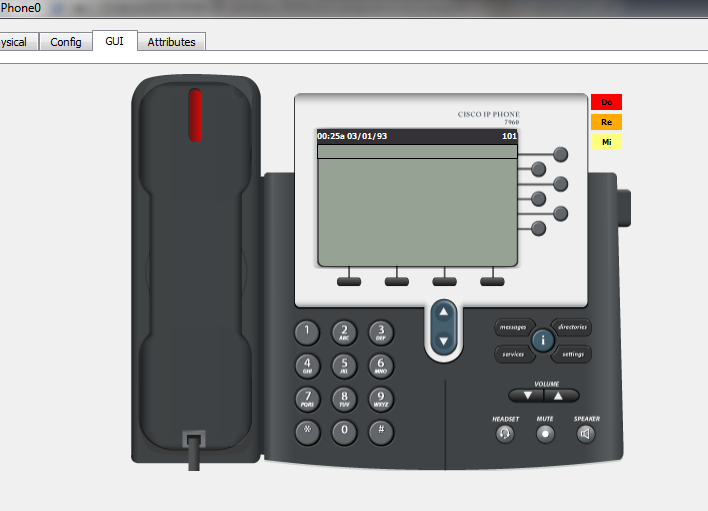 Phone0
ysical Config GUI Attributes
CISCO IP PHONE
7960
Do
Re
Mi
00:25a 03/01/93 101
1 2 ABC 3 DEF
4 GHI 5 JKL 6 MNO
7 PQRS 8 TUV 9 WXYZ
* 0 #
messages directories
i
services settings
VOLUME
HEADSET MUTE SPEAKER